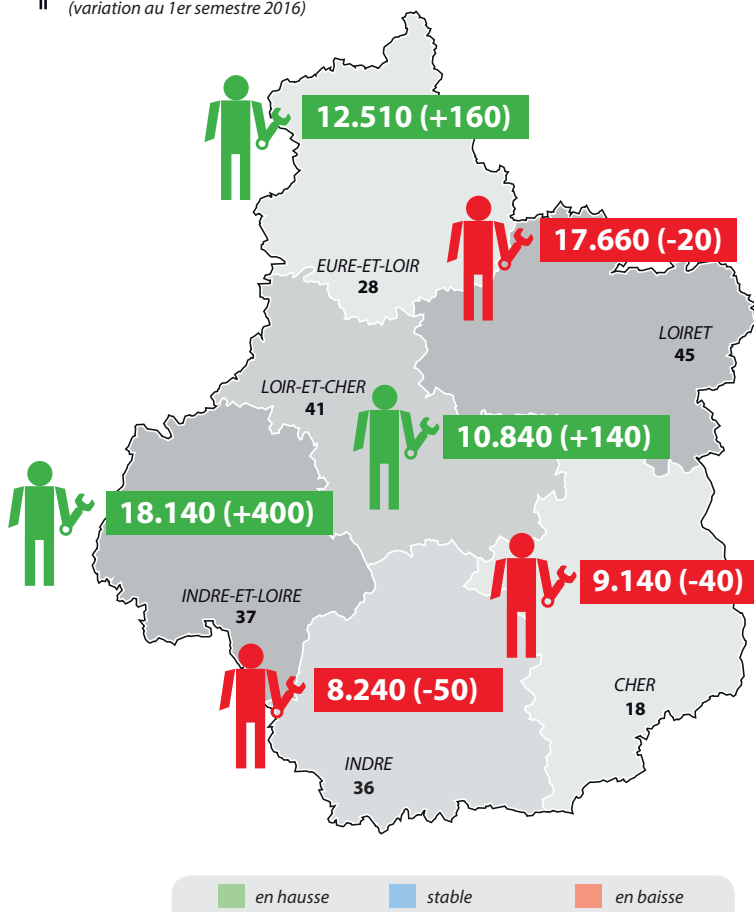 (variation au 1er semestre 2016)
12.510 (+160)
17.660 (-20)
EURE-ET-LOIR
28
LOIRET
45
LOIR-ET-CHER
41
10.840 (+140)
18.140 (+400)
9.140 (-40)
INDRE-ET-LOIRE
37
8.240 (-50)
CHER
18
INDRE
36
en hausse
stable
en baisse